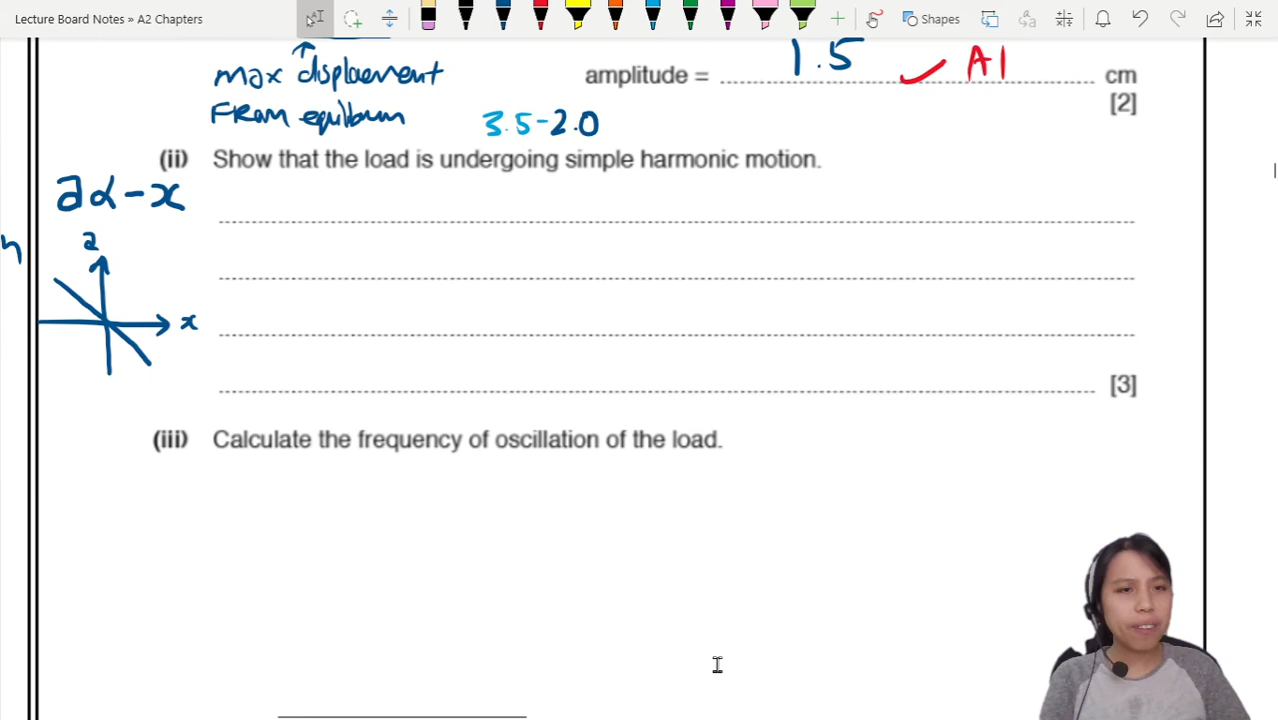 Lecture Board Notes » A2 Chapters
Shapes
max displacement
From equilbrium
3.5-2.0
amplitude = 1.5 A1 cm
[2]
(ii) Show that the load is undergoing simple harmonic motion.
a α - x
a
x
[3]
(iii) Calculate the frequency of oscillation of the load.